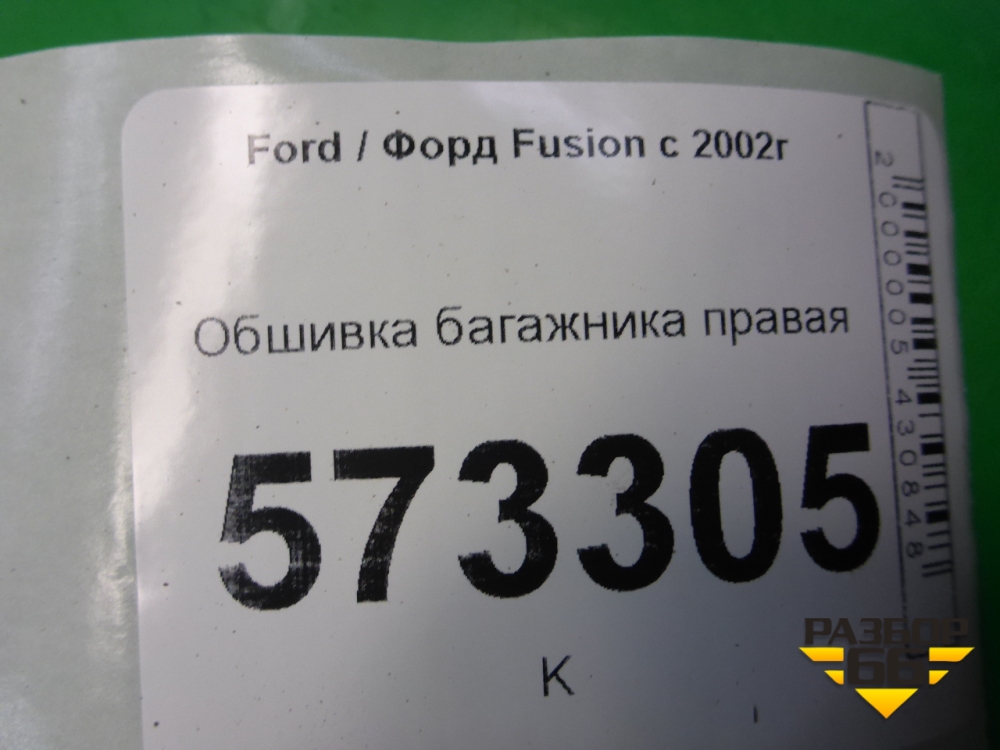 Ford / Форд Fusion с 2002г
Обшивка багажника правая
573305
К
2000005430848
РАЗБОР
66